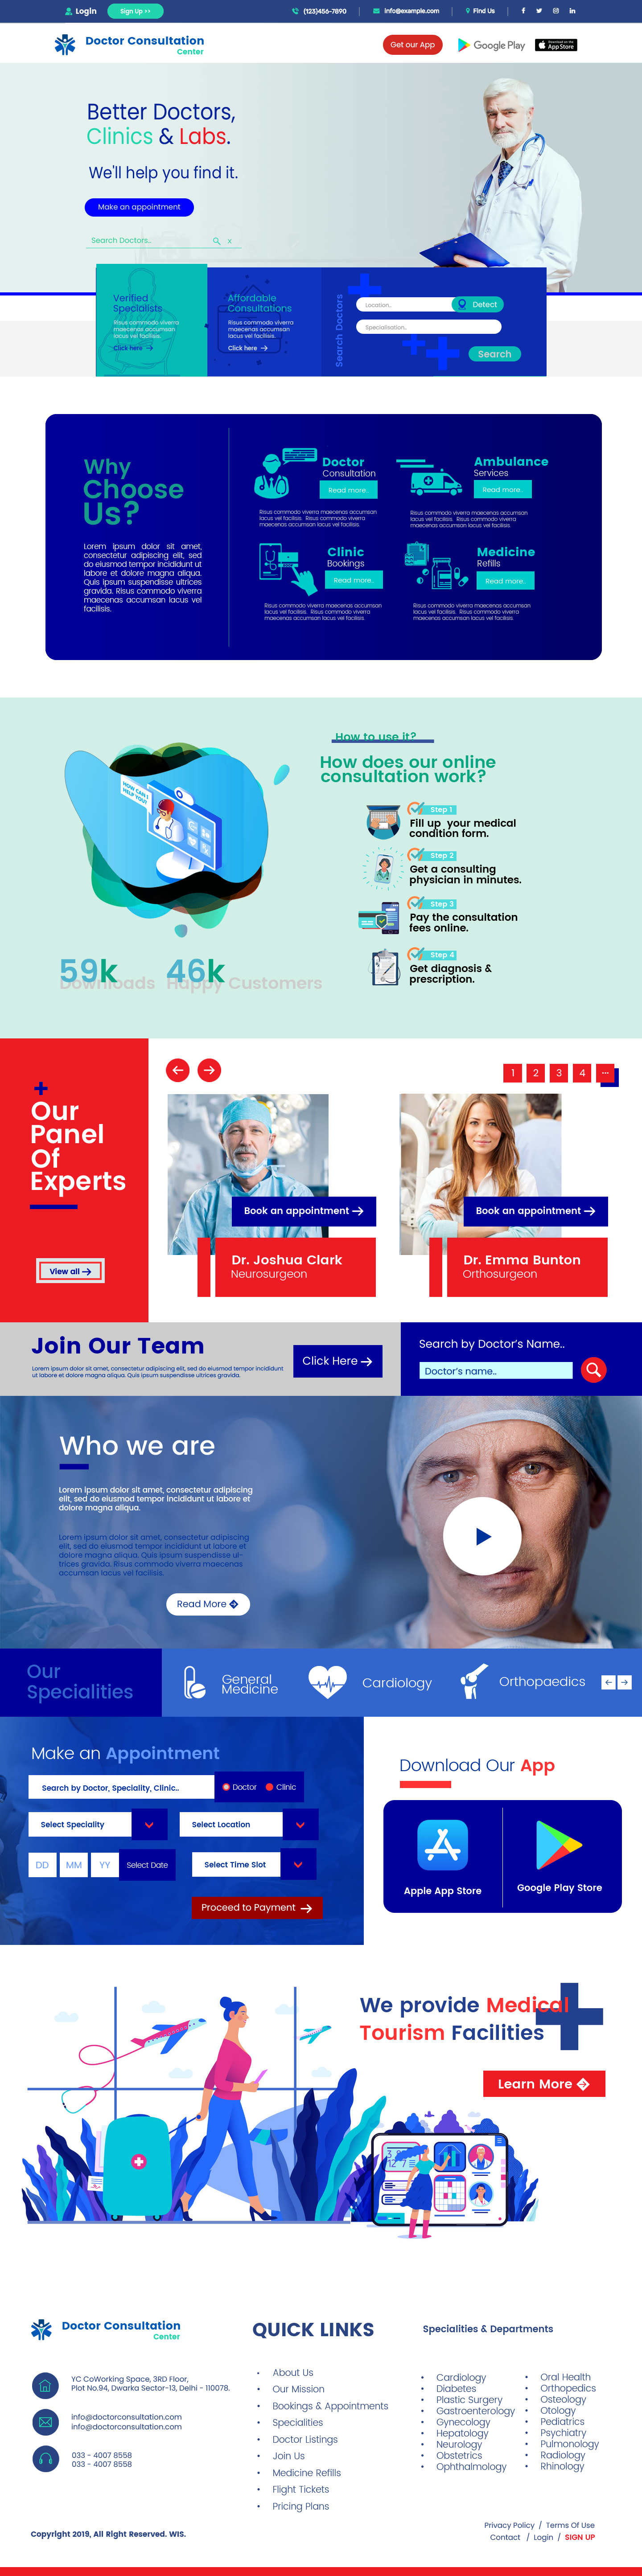 Login
Sign Up >>
(123)456-7890
info@example.com
Find Us
Doctor Consultation
Center
Get our App
Google Play
Download on the
App Store
Better Doctors,
Clinics & Labs.
We'll help you find it.
Make an appointment
Search Doctors..
x
Verified
Specialists
Risus commodo viverra
maecenas accumsan
lacus vel facilisis.
Click here
Affordable
Consultations
Risus commodo viverra
maecenas accumsan
lacus vel facilisis.
Click here
Search Doctors
Location..
Detect
Specialisation..
Search
Why
Choose
Us?
Lorem ipsum dolor sit amet,
consectetur adipiscing elit, sed
do eiusmod tempor incididunt ut
labore et dolore magna aliqua.
Quis ipsum suspendisse ultrices
gravida. Risus commodo viverra
maecenas accumsan lacus vel
facilisis.
Doctor
Consultation
Read more..
Risus commodo viverra maecenas accumsan
lacus vel facilisis. Risus commodo viverra
maecenas accumsan lacus vel facilisis.
Ambulance
Services
Read more..
Risus commodo viverra maecenas accumsan
lacus vel facilisis. Risus commodo viverra
maecenas accumsan lacus vel facilisis.
Clinic
Bookings
Read more..
Risus commodo viverra maecenas accumsan
lacus vel facilisis. Risus commodo viverra
maecenas accumsan lacus vel facilisis.
Medicine
Refills
Read more..
Risus commodo viverra maecenas accumsan
lacus vel facilisis. Risus commodo viverra
maecenas accumsan lacus vel facilisis.
HOW CAN I
HELP YOU?
59k
Downloads
46k
Happy Customers
How to use it?
How does our online
consultation work?
Step 1
Fill up your medical
condition form.
Step 2
Get a consulting
physician in minutes.
Step 3
Pay the consultation
fees online.
Step 4
Get diagnosis &
prescription.
Our
Panel
Of
Experts
View all
1 2 3 4 ...
Book an appointment
Dr. Joshua Clark
Neurosurgeon
Book an appointment
Dr. Emma Bunton
Orthosurgeon
Join Our Team
Lorem ipsum dolor sit amet, consectetur adipiscing elit, sed do eiusmod tempor incididunt
ut labore et dolore magna aliqua. Quis ipsum suspendisse ultrices gravida.
Click Here
Search by Doctor's Name..
Doctor's name..
Who we are
Lorem ipsum dolor sit amet, consectetur adipiscing
elit, sed do eiusmod tempor incididunt ut labore et
dolore magna aliqua.
Lorem ipsum dolor sit amet, consectetur adipiscing
elit, sed do eiusmod tempor incididunt ut labore et
dolore magna aliqua. Quis ipsum suspendisse ul-
trices gravida. Risus commodo viverra maecenas
accumsan lacus vel facilisis.
Read More
Our
Specialities
General
Medicine
Cardiology
Orthopaedics
Make an Appointment
Search by Doctor, Speciality, Clinic..
Doctor
Clinic
Select Speciality
Select Location
DD
MM
YY
Select Date
Select Time Slot
Proceed to Payment
Download Our App
Apple App Store
Google Play Store
We provide Medical
Tourism Facilities
Learn More
Doctor Consultation
Center
YC CoWorking Space, 3RD Floor,
Plot No.94, Dwarka Sector-13, Delhi - 110078.
info@doctorconsultation.com
info@doctorconsultation.com
033 - 4007 8558
033 - 4007 8558
QUICK LINKS
• About Us
• Our Mission
• Bookings & Appointments
• Specialities
• Doctor Listings
• Join Us
• Medicine Refills
• Flight Tickets
• Pricing Plans
Specialities & Departments
• Cardiology
• Diabetes
• Plastic Surgery
• Gastroenterology
• Gynecology
• Hepatology
• Neurology
• Obstetrics
• Ophthalmology
• Oral Health
• Orthopedics
• Osteology
• Otology
• Pediatrics
• Psychiatry
• Pulmonology
• Radiology
• Rhinology
Copyright 2019, All Right Reserved. WIS.
Privacy Policy / Terms Of Use
Contact / Login / SIGN UP